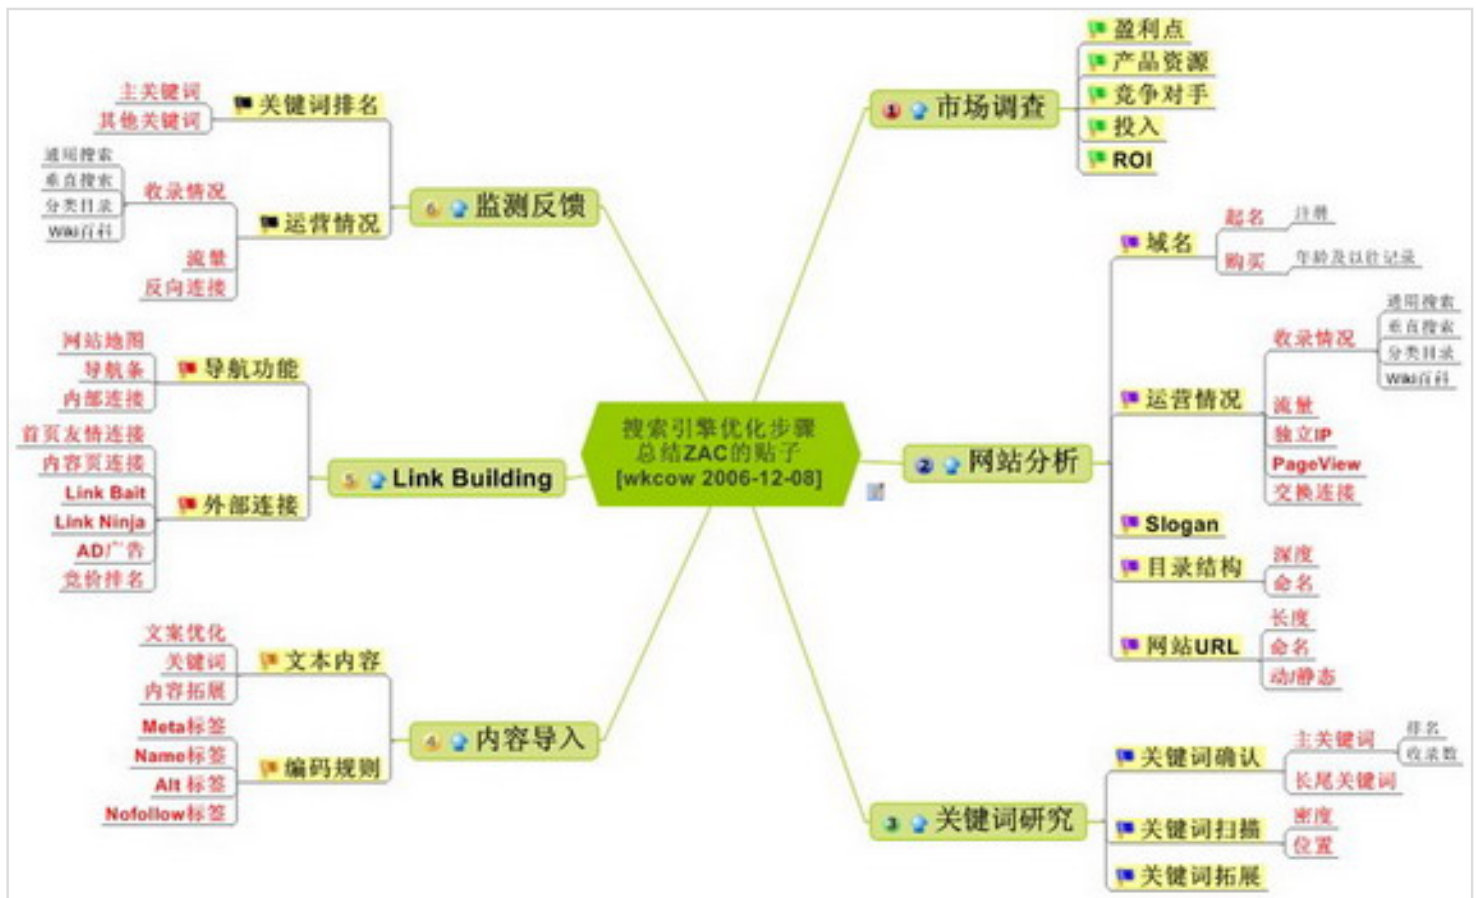 搜索引擎优化步骤
总结ZAC的贴子
[wkcow 2006-12-08]
1 市场调查
盈利点
产品资源
竞争对手
投入
ROI
2 网站分析
域名
起名
注册
购买
年龄及以往记录
运营情况
收录情况
通用搜索
垂直搜索
分类目录
Wiki百科
流量
独立IP
PageView
交换连接
Slogan
目录结构
深度
命名
网站URL
长度
命名
动/静态
3 关键词研究
关键词确认
主关键词
排名
收录数
长尾关键词
关键词扫描
密度
位置
关键词拓展
4 内容导入
文本内容
文案优化
关键词
内容拓展
编码规则
Meta标签
Name标签
Alt 标签
Nofollow标签
5 Link Building
导航功能
网站地图
导航条
内部连接
外部连接
首页友情连接
内容页连接
Link Bait
Link Ninja
AD广告
竞价排名
6 监测反馈
关键词排名
主关键词
其他关键词
运营情况
收录情况
通用搜索
垂直搜索
分类目录
Wiki百科
流量
反向连接